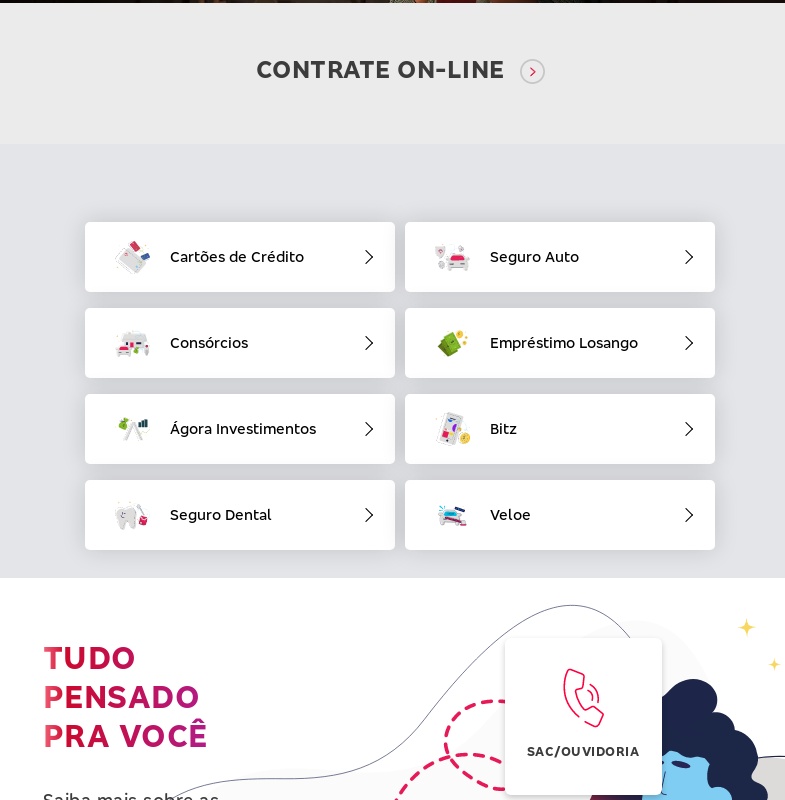 CONTRATE ON-LINE
Cartões de Crédito
Seguro Auto
Consórcios
Empréstimo Losango
Ágora Investimentos
Bitz
Seguro Dental
Veloe
TUDO
PENSADO
PRA VOCÊ
SAC/OUVIDORIA
Saiba mais sobre as